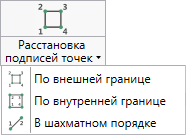 2 3
1 4
Расстановка
подписей точек
По внешней границе
По внутренней границе
В шахматном порядке